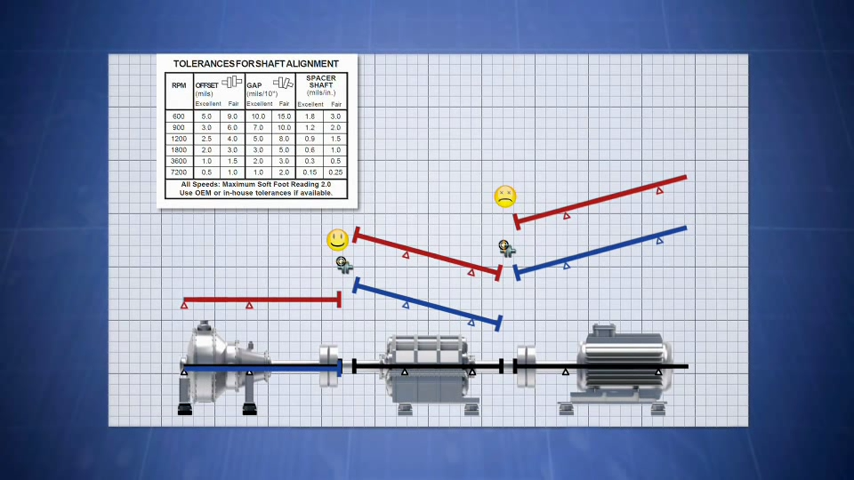 TOLERANCES FOR SHAFT ALIGNMENT
RPM OFFSET (mils) GAP (mils/10") SPACER SHAFT (mils/in.)
Excellent Fair Excellent Fair Excellent Fair
600 5.0 9.0 10.0 15.0 1.8 3.0
900 3.0 6.0 7.0 10.0 1.2 2.0
1200 2.5 4.0 5.0 8.0 0.9 1.5
1800 2.0 3.0 3.0 5.0 0.6 1.0
3600 1.0 1.5 2.0 3.0 0.3 0.5
7200 0.5 1.0 1.0 2.0 0.15 0.25
All Speeds: Maximum Soft Foot Reading 2.0
Use OEM or in-house tolerances if available.